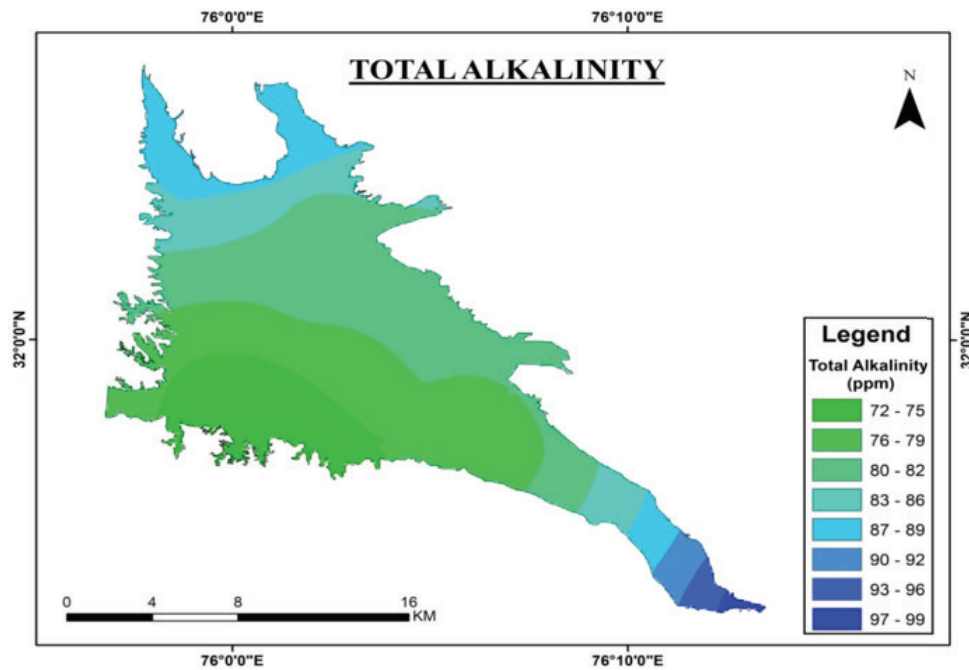 76°0'0"E 76°10'0"E
TOTAL ALKALINITY
N
32°0'0"N 32°0'0"N
Legend
Total Alkalinity
(ppm)
72 - 75
76 - 79
80 - 82
83 - 86
87 - 89
90 - 92
93 - 96
97 - 99
0 4 8 16
KM
76°0'0"E 76°10'0"E